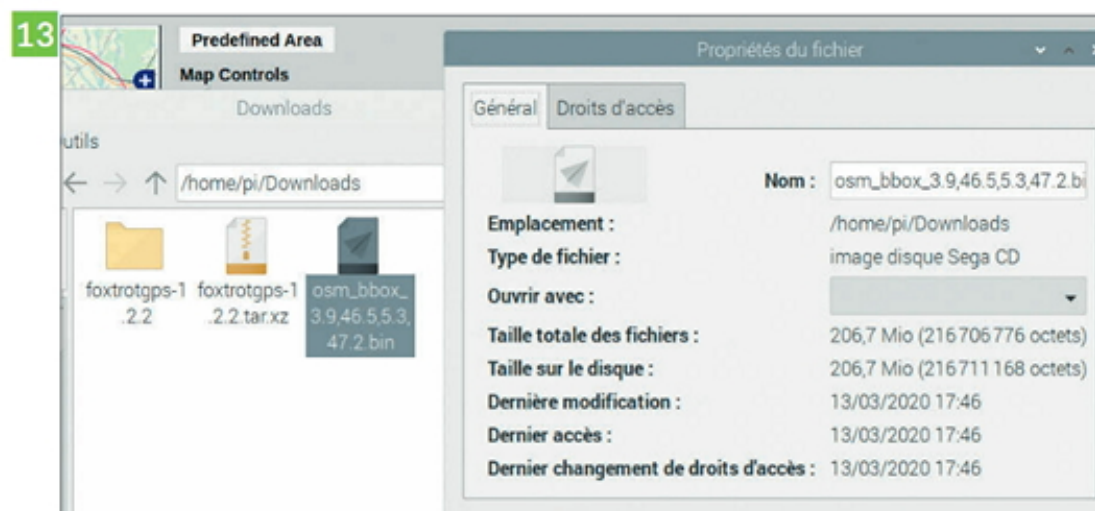 13
Predefined Area
Map Controls
Downloads
utils
/home/pi/Downloads
foxtrotgps-1
.2.2
foxtrotgps-1
.2.2.tar.xz
osm_bbox_
3.9,46.5,5.3,
47.2.bin
Propriétés du fichier
Général
Droits d'accès
Nom : osm_bbox_3.9,46.5,5.3,47.2.bi
Emplacement : /home/pi/Downloads
Type de fichier : image disque Sega CD
Ouvrir avec :
Taille totale des fichiers : 206,7 Mio (216 706 776 octets)
Taille sur le disque : 206,7 Mio (216 711 168 octets)
Dernière modification : 13/03/2020 17:46
Dernier accès : 13/03/2020 17:46
Dernier changement de droits d'accès : 13/03/2020 17:46